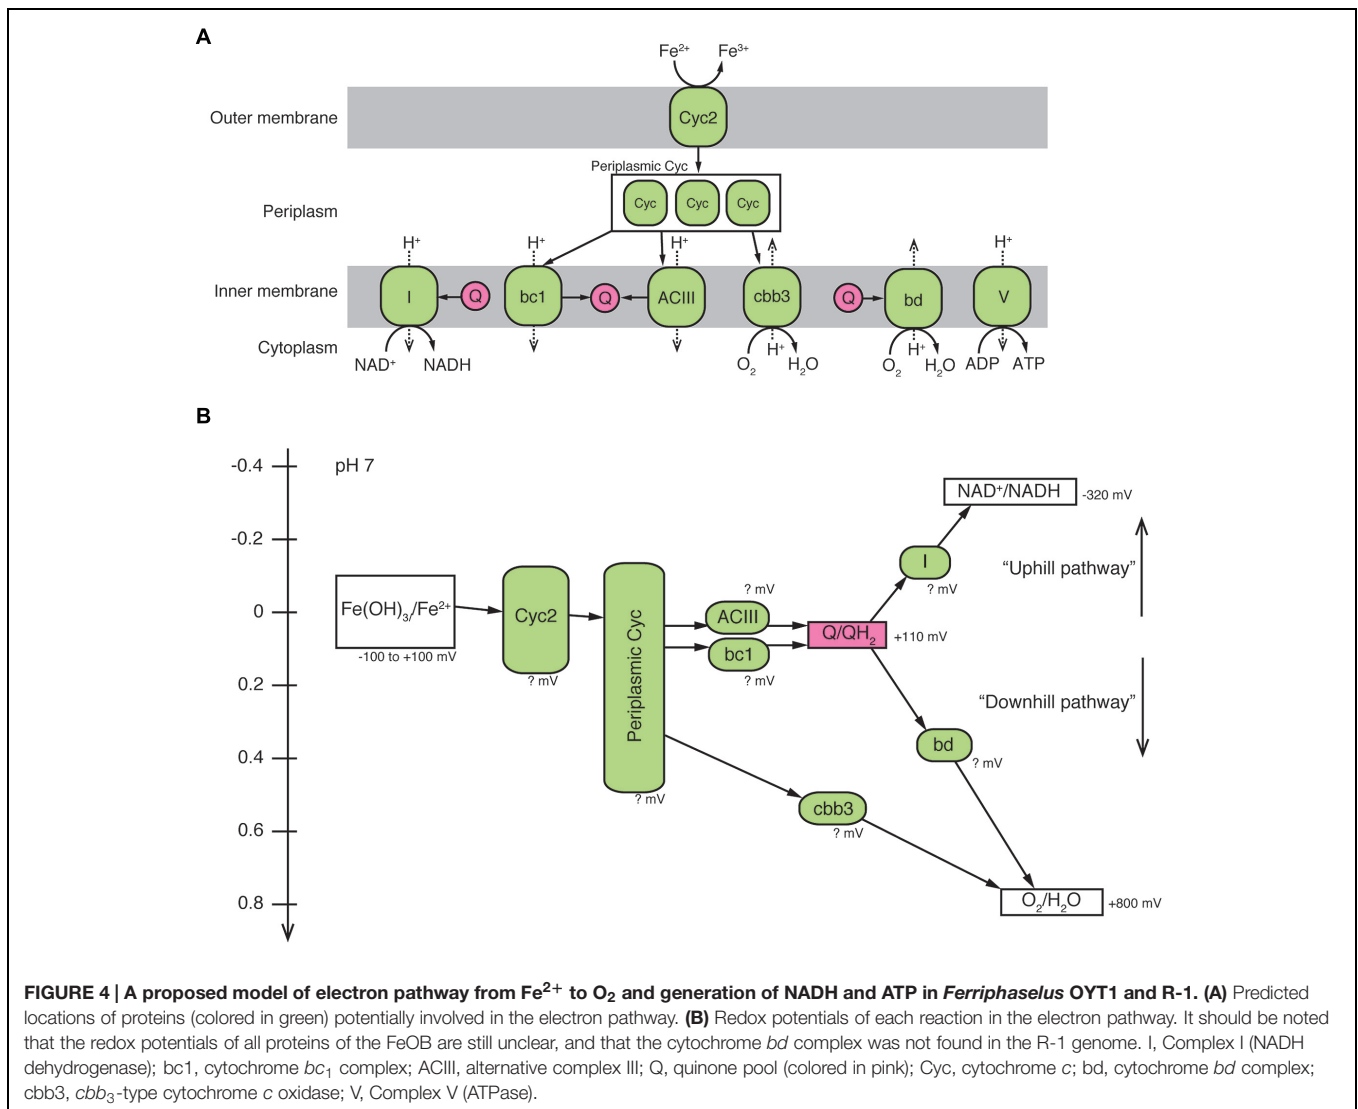 A
Fe²⁺ Fe³⁺
Outer membrane
Cyc2
Periplasmic Cyc
Periplasm
Cyc Cyc Cyc
H⁺ H⁺ H⁺ H⁺
Inner membrane
I Q bc1 Q ACIII cbb3 Q bd V
Cytoplasm
NAD⁺ NADH O₂ H⁺ H₂O O₂ H⁺ H₂O ADP ATP
B
pH 7
-0.4
-0.2
0
0.2
0.4
0.6
0.8
Fe(OH)₃/Fe²⁺
-100 to +100 mV
Cyc2
? mV
Periplasmic Cyc
? mV
? mV
ACIII
bc1
? mV
Q/QH₂
+110 mV
I
? mV
NAD⁺/NADH
-320 mV
“Uphill pathway”
“Downhill pathway”
bd
? mV
cbb3
? mV
O₂/H₂O
+800 mV
FIGURE 4 | A proposed model of electron pathway from Fe²⁺ to O₂ and generation of NADH and ATP in Ferriphaselus OYT1 and R-1. (A) Predicted
locations of proteins (colored in green) potentially involved in the electron pathway. (B) Redox potentials of each reaction in the electron pathway. It should be noted
that the redox potentials of all proteins of the FeOB are still unclear, and that the cytochrome bd complex was not found in the R-1 genome. I, Complex I (NADH
dehydrogenase); bc1, cytochrome bc₁ complex; ACIII, alternative complex III; Q, quinone pool (colored in pink); Cyc, cytochrome c; bd, cytochrome bd complex;
cbb3, cbb₃-type cytochrome c oxidase; V, Complex V (ATPase).